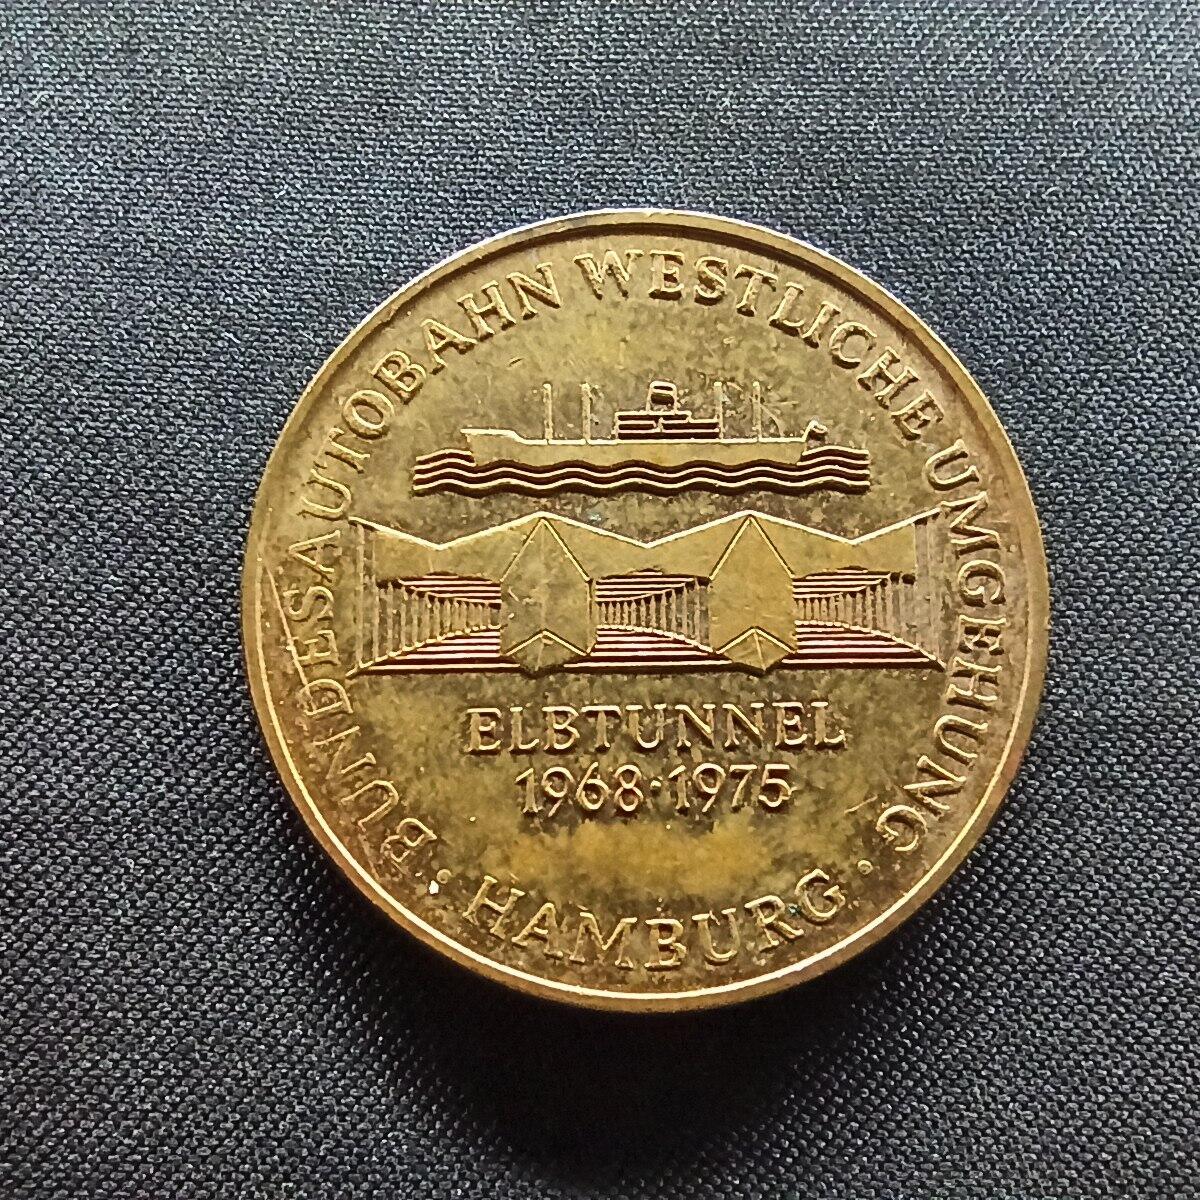 BUNDESAUTOBAHN WESTLICHE UMGEHUNG
ELBTUNNEL
1968·1975
· HAMBURG ·